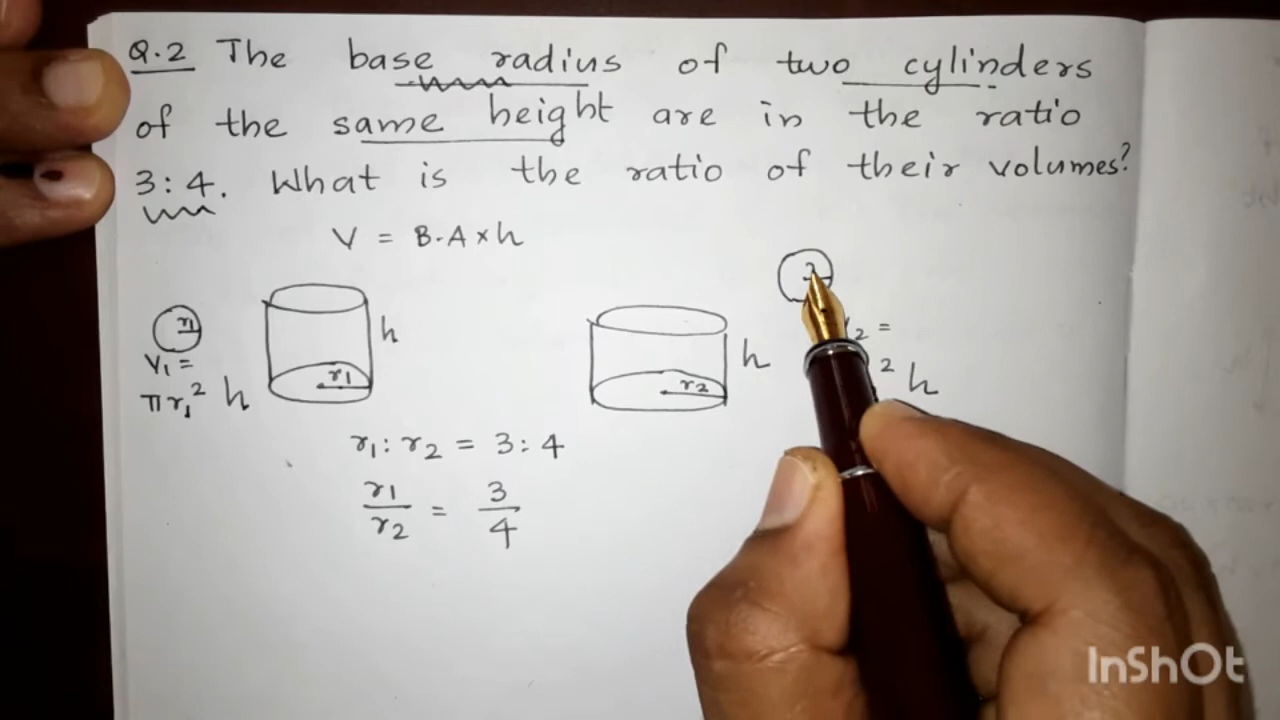 Q.2 The base radius of two cylinders
of the same height are in the ratio
3:4. What is the ratio of their volumes?
V = B.A × h
r1
V1 =
πr1² h
h
r1
h
r2
2 =
2 h
r1 : r2 = 3 : 4
r1/r2 = 3/4
InShOt